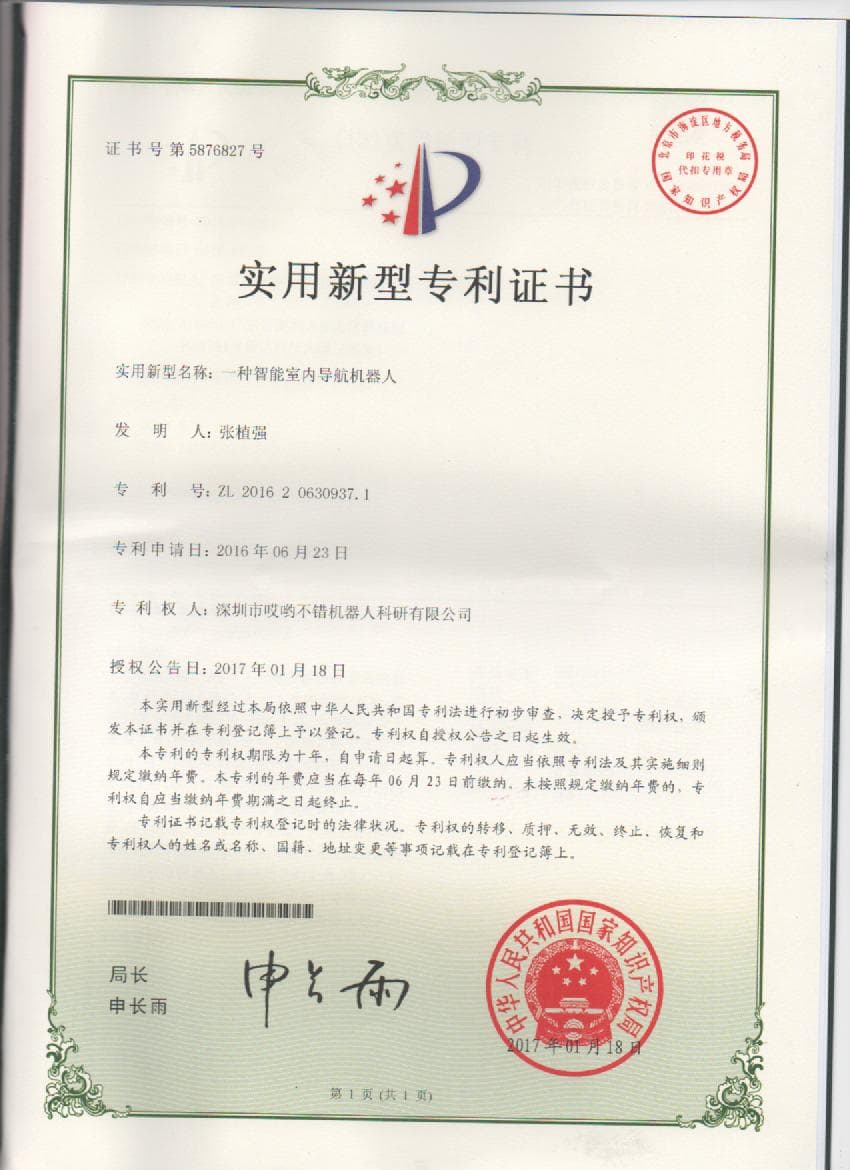 证书号第5876827号
北京市海淀区地方税务局
印花税
代扣专用章
国家知识产权局
实用新型专利证书
实用新型名称：一种智能室内导航机器人
发 明 人：张植强
专 利 号：ZL 2016 2 0630937.1
专利申请日：2016年06月23日
专 利 权 人：深圳市哎哟不错机器人科研有限公司
授权公告日：2017年01月18日
本实用新型经过本局依照中华人民共和国专利法进行初步审查，决定授予专利权，颁
发本证书并在专利登记簿上予以登记。专利权自授权公告之日起生效。
本专利的专利权期限为十年，自申请日起算。专利权人应当依照专利法及其实施细则
规定缴纳年费。本专利的年费应当在每年06月23日前缴纳。未按照规定缴纳年费的，专
利权自应当缴纳年费期满之日起终止。
专利证书记载专利权登记时的法律状况。专利权的转移、质押、无效、终止、恢复和
专利权人的姓名或名称、国籍、地址变更等事项记载在专利登记簿上。
局长
申长雨
申长雨
中华人民共和国国家知识产权局
2017年01月18日
第1页(共1页)